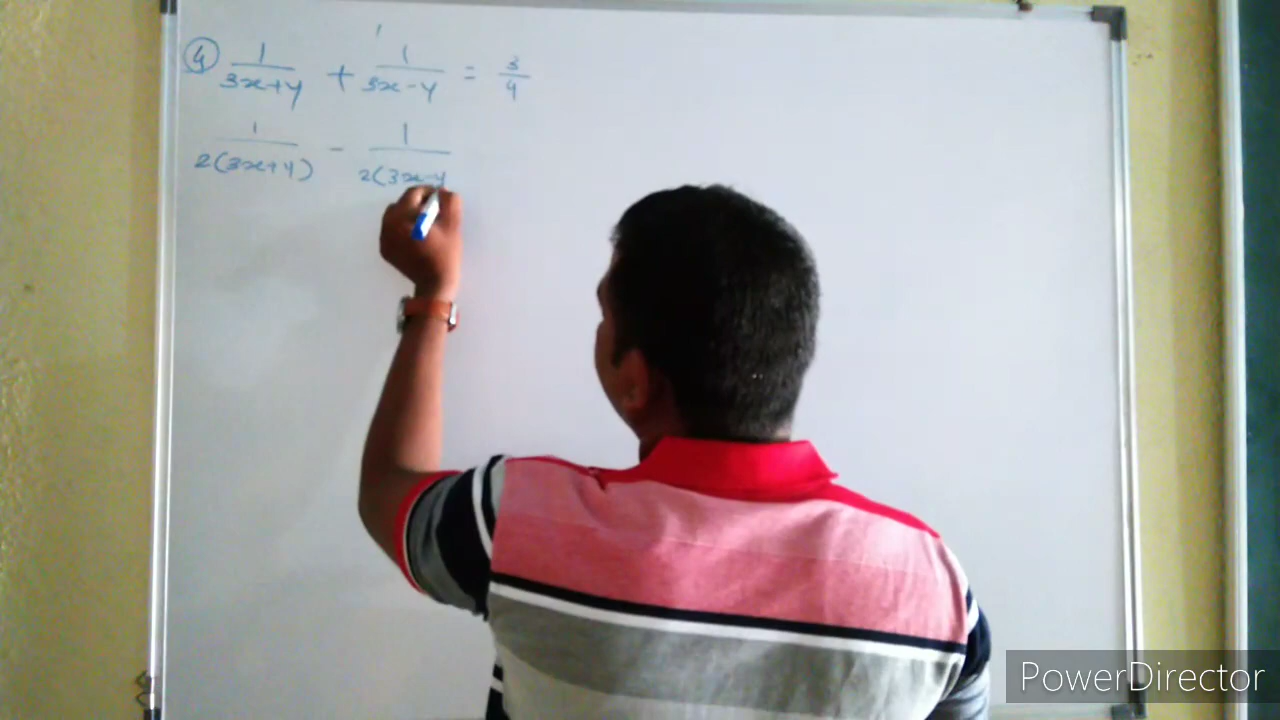 ④ 1/(3x+y) + 1/(3x-y) = 3/4
1/2(3x+y) - 1/2(3x-y
PowerDirector